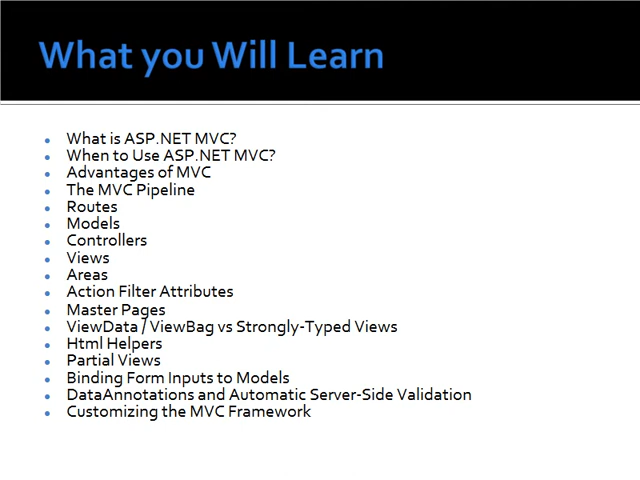 What you Will Learn
What is ASP.NET MVC?
When to Use ASP.NET MVC?
Advantages of MVC
The MVC Pipeline
Routes
Models
Controllers
Views
Areas
Action Filter Attributes
Master Pages
ViewData / ViewBag vs Strongly-Typed Views
Html Helpers
Partial Views
Binding Form Inputs to Models
DataAnnotations and Automatic Server-Side Validation
Customizing the MVC Framework